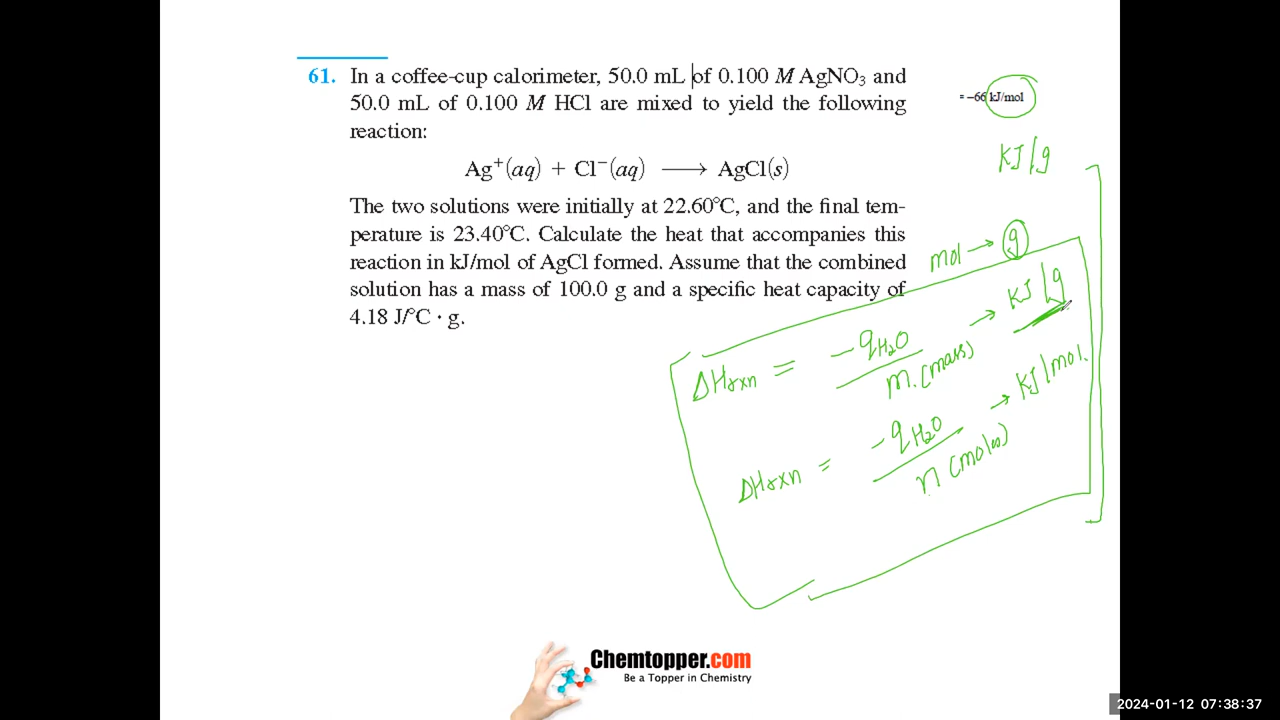 61. In a coffee-cup calorimeter, 50.0 mL of 0.100 M AgNO₃ and
50.0 mL of 0.100 M HCl are mixed to yield the following
reaction:
Ag⁺(aq) + Cl⁻(aq) ⟶ AgCl(s)
The two solutions were initially at 22.60°C, and the final tem-
perature is 23.40°C. Calculate the heat that accompanies this
reaction in kJ/mol of AgCl formed. Assume that the combined
solution has a mass of 100.0 g and a specific heat capacity of
4.18 J/°C · g.
= −66 kJ/mol
kJ/g
mol → g
ΔHrxn = −qH₂O / m.(mass) → kJ/g
ΔHrxn = −qH₂O / n(moles) → kJ/mol.
Chemtopper.com
Be a Topper in Chemistry
2024-01-12 07:38:37